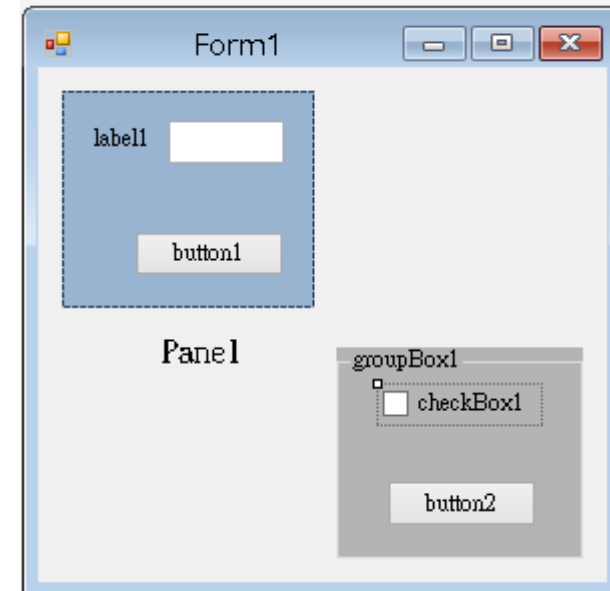 Form1
label1
button1
Panel
groupBox1
checkBox1
button2